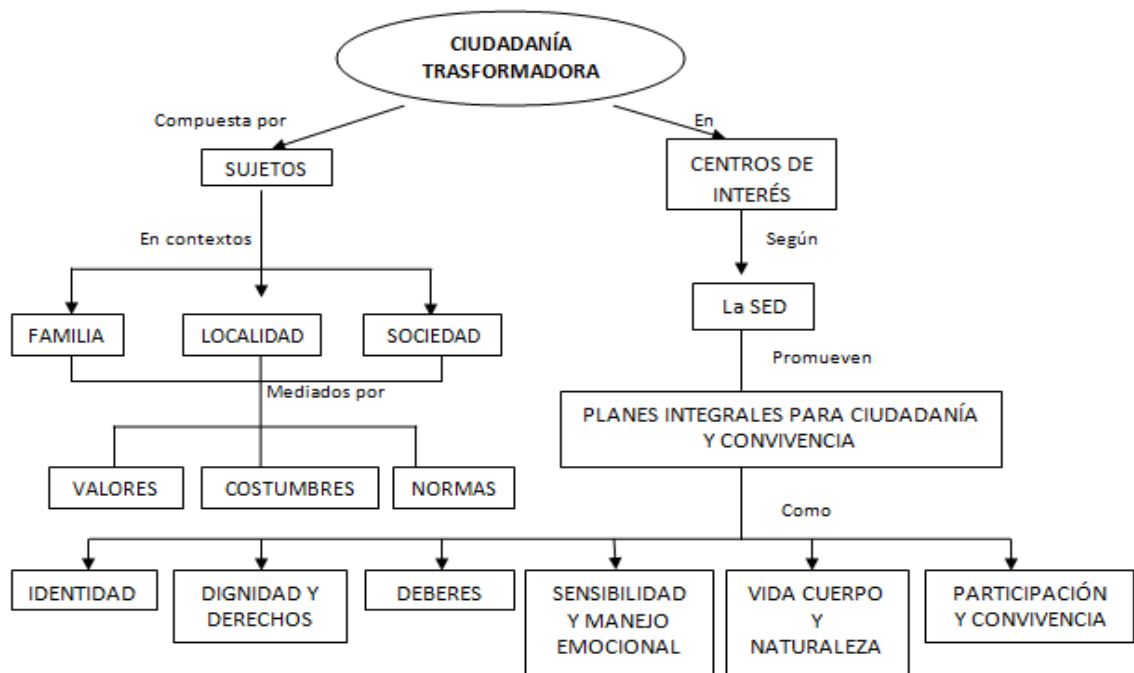 CIUDADANÍA
TRASFORMADORA
Compuesta por
En
SUJETOS
CENTROS DE
INTERÉS
En contextos
Según
FAMILIA
LOCALIDAD
SOCIEDAD
La SED
Mediados por
Promueven
PLANES INTEGRALES PARA CIUDADANÍA
Y CONVIVENCIA
VALORES
COSTUMBRES
NORMAS
Como
IDENTIDAD
DIGNIDAD Y
DERECHOS
DEBERES
SENSIBILIDAD
Y MANEJO
EMOCIONAL
VIDA CUERPO
Y
NATURALEZA
PARTICIPACIÓN
Y CONVIVENCIA